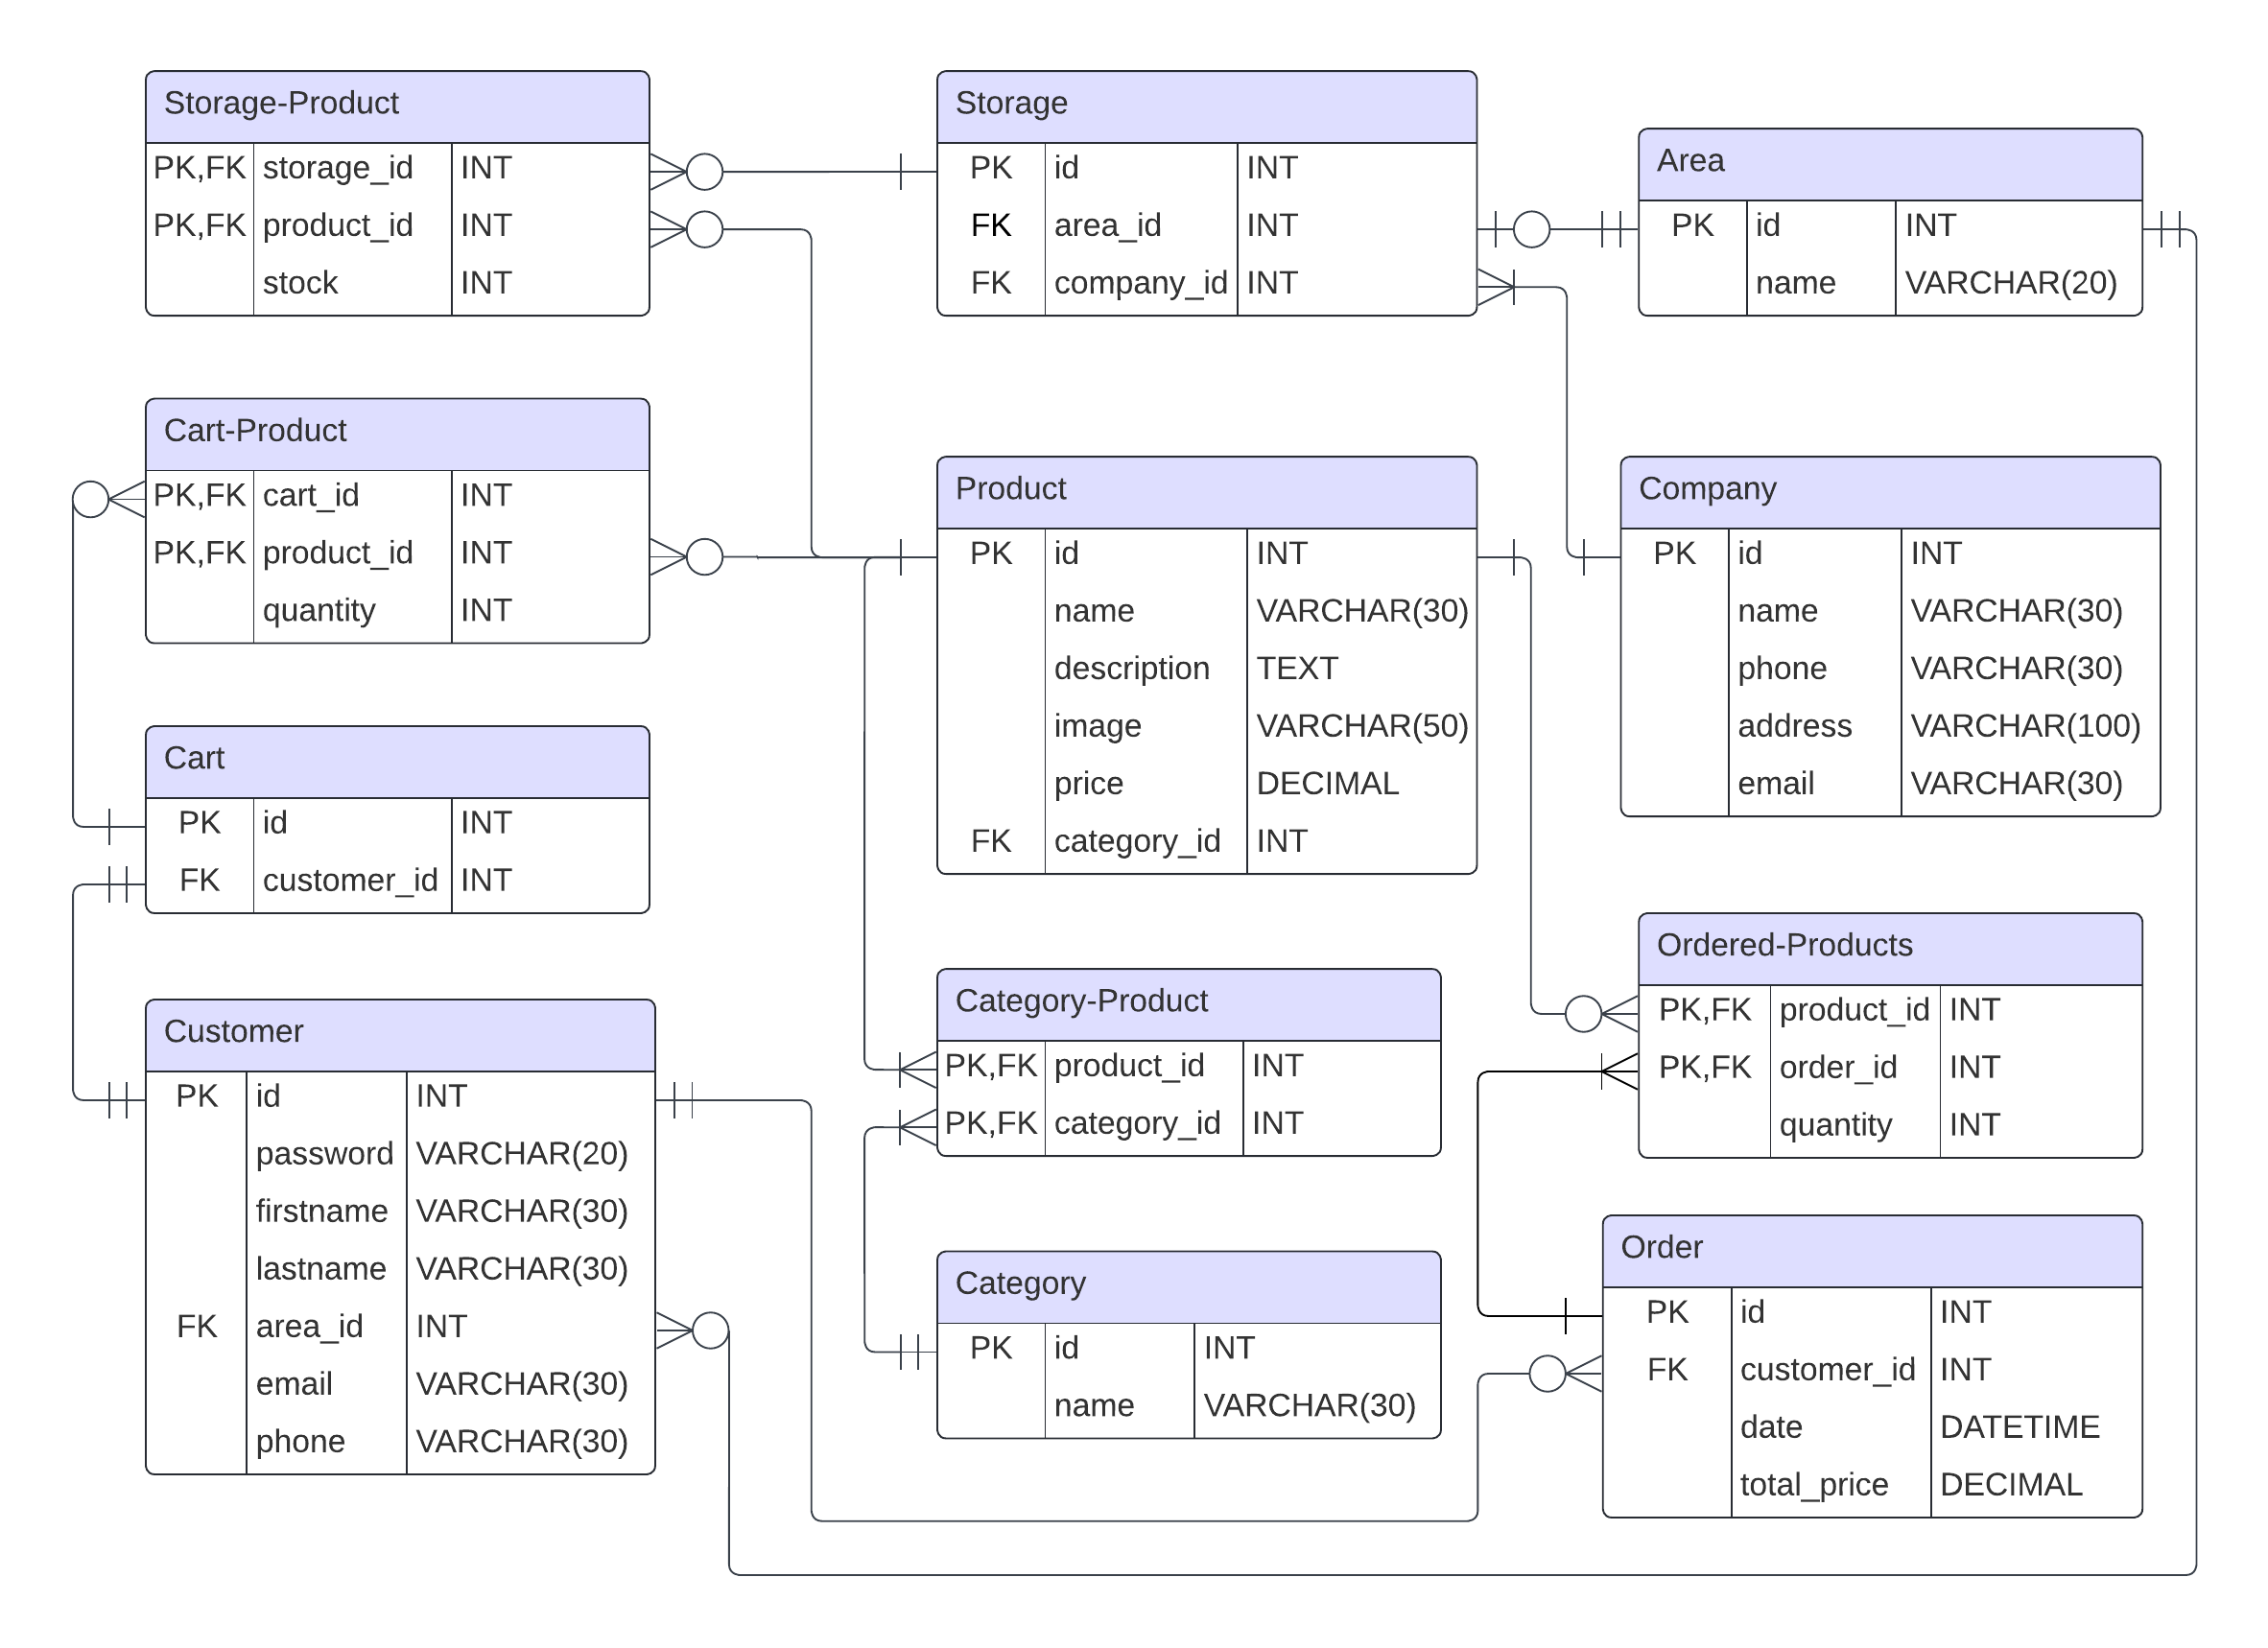 Storage-Product
PK,FK storage_id INT
PK,FK product_id INT
stock INT
Storage
PK id INT
FK area_id INT
FK company_id INT
Area
PK id INT
name VARCHAR(20)
Cart-Product
PK,FK cart_id INT
PK,FK product_id INT
quantity INT
Product
PK id INT
name VARCHAR(30)
description TEXT
image VARCHAR(50)
price DECIMAL
FK category_id INT
Company
PK id INT
name VARCHAR(30)
phone VARCHAR(30)
address VARCHAR(100)
email VARCHAR(30)
Cart
PK id INT
FK customer_id INT
Customer
PK id INT
password VARCHAR(20)
firstname VARCHAR(30)
lastname VARCHAR(30)
FK area_id INT
email VARCHAR(30)
phone VARCHAR(30)
Category-Product
PK,FK product_id INT
PK,FK category_id INT
Category
PK id INT
name VARCHAR(30)
Ordered-Products
PK,FK product_id INT
PK,FK order_id INT
quantity INT
Order
PK id INT
FK customer_id INT
date DATETIME
total_price DECIMAL